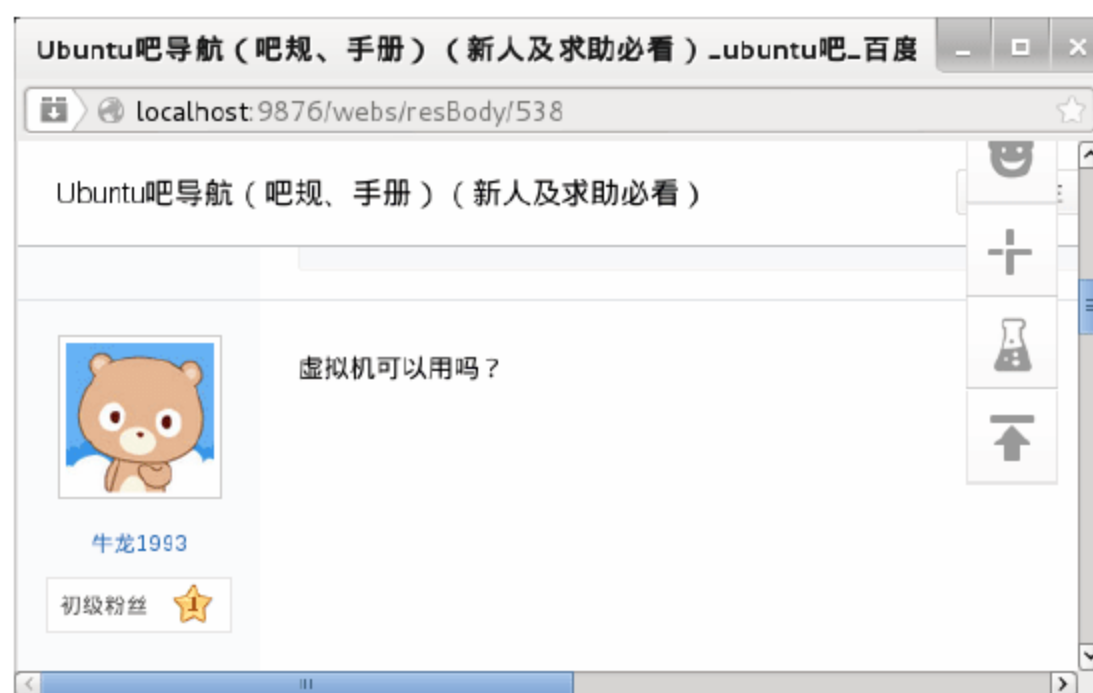 Ubuntu吧导航（吧规、手册）（新人及求助必看）_ubuntu吧_百度
localhost:9876/webs/resBody/538
Ubuntu吧导航（吧规、手册）（新人及求助必看）
虚拟机可以用吗？
牛龙1993
初级粉丝 1